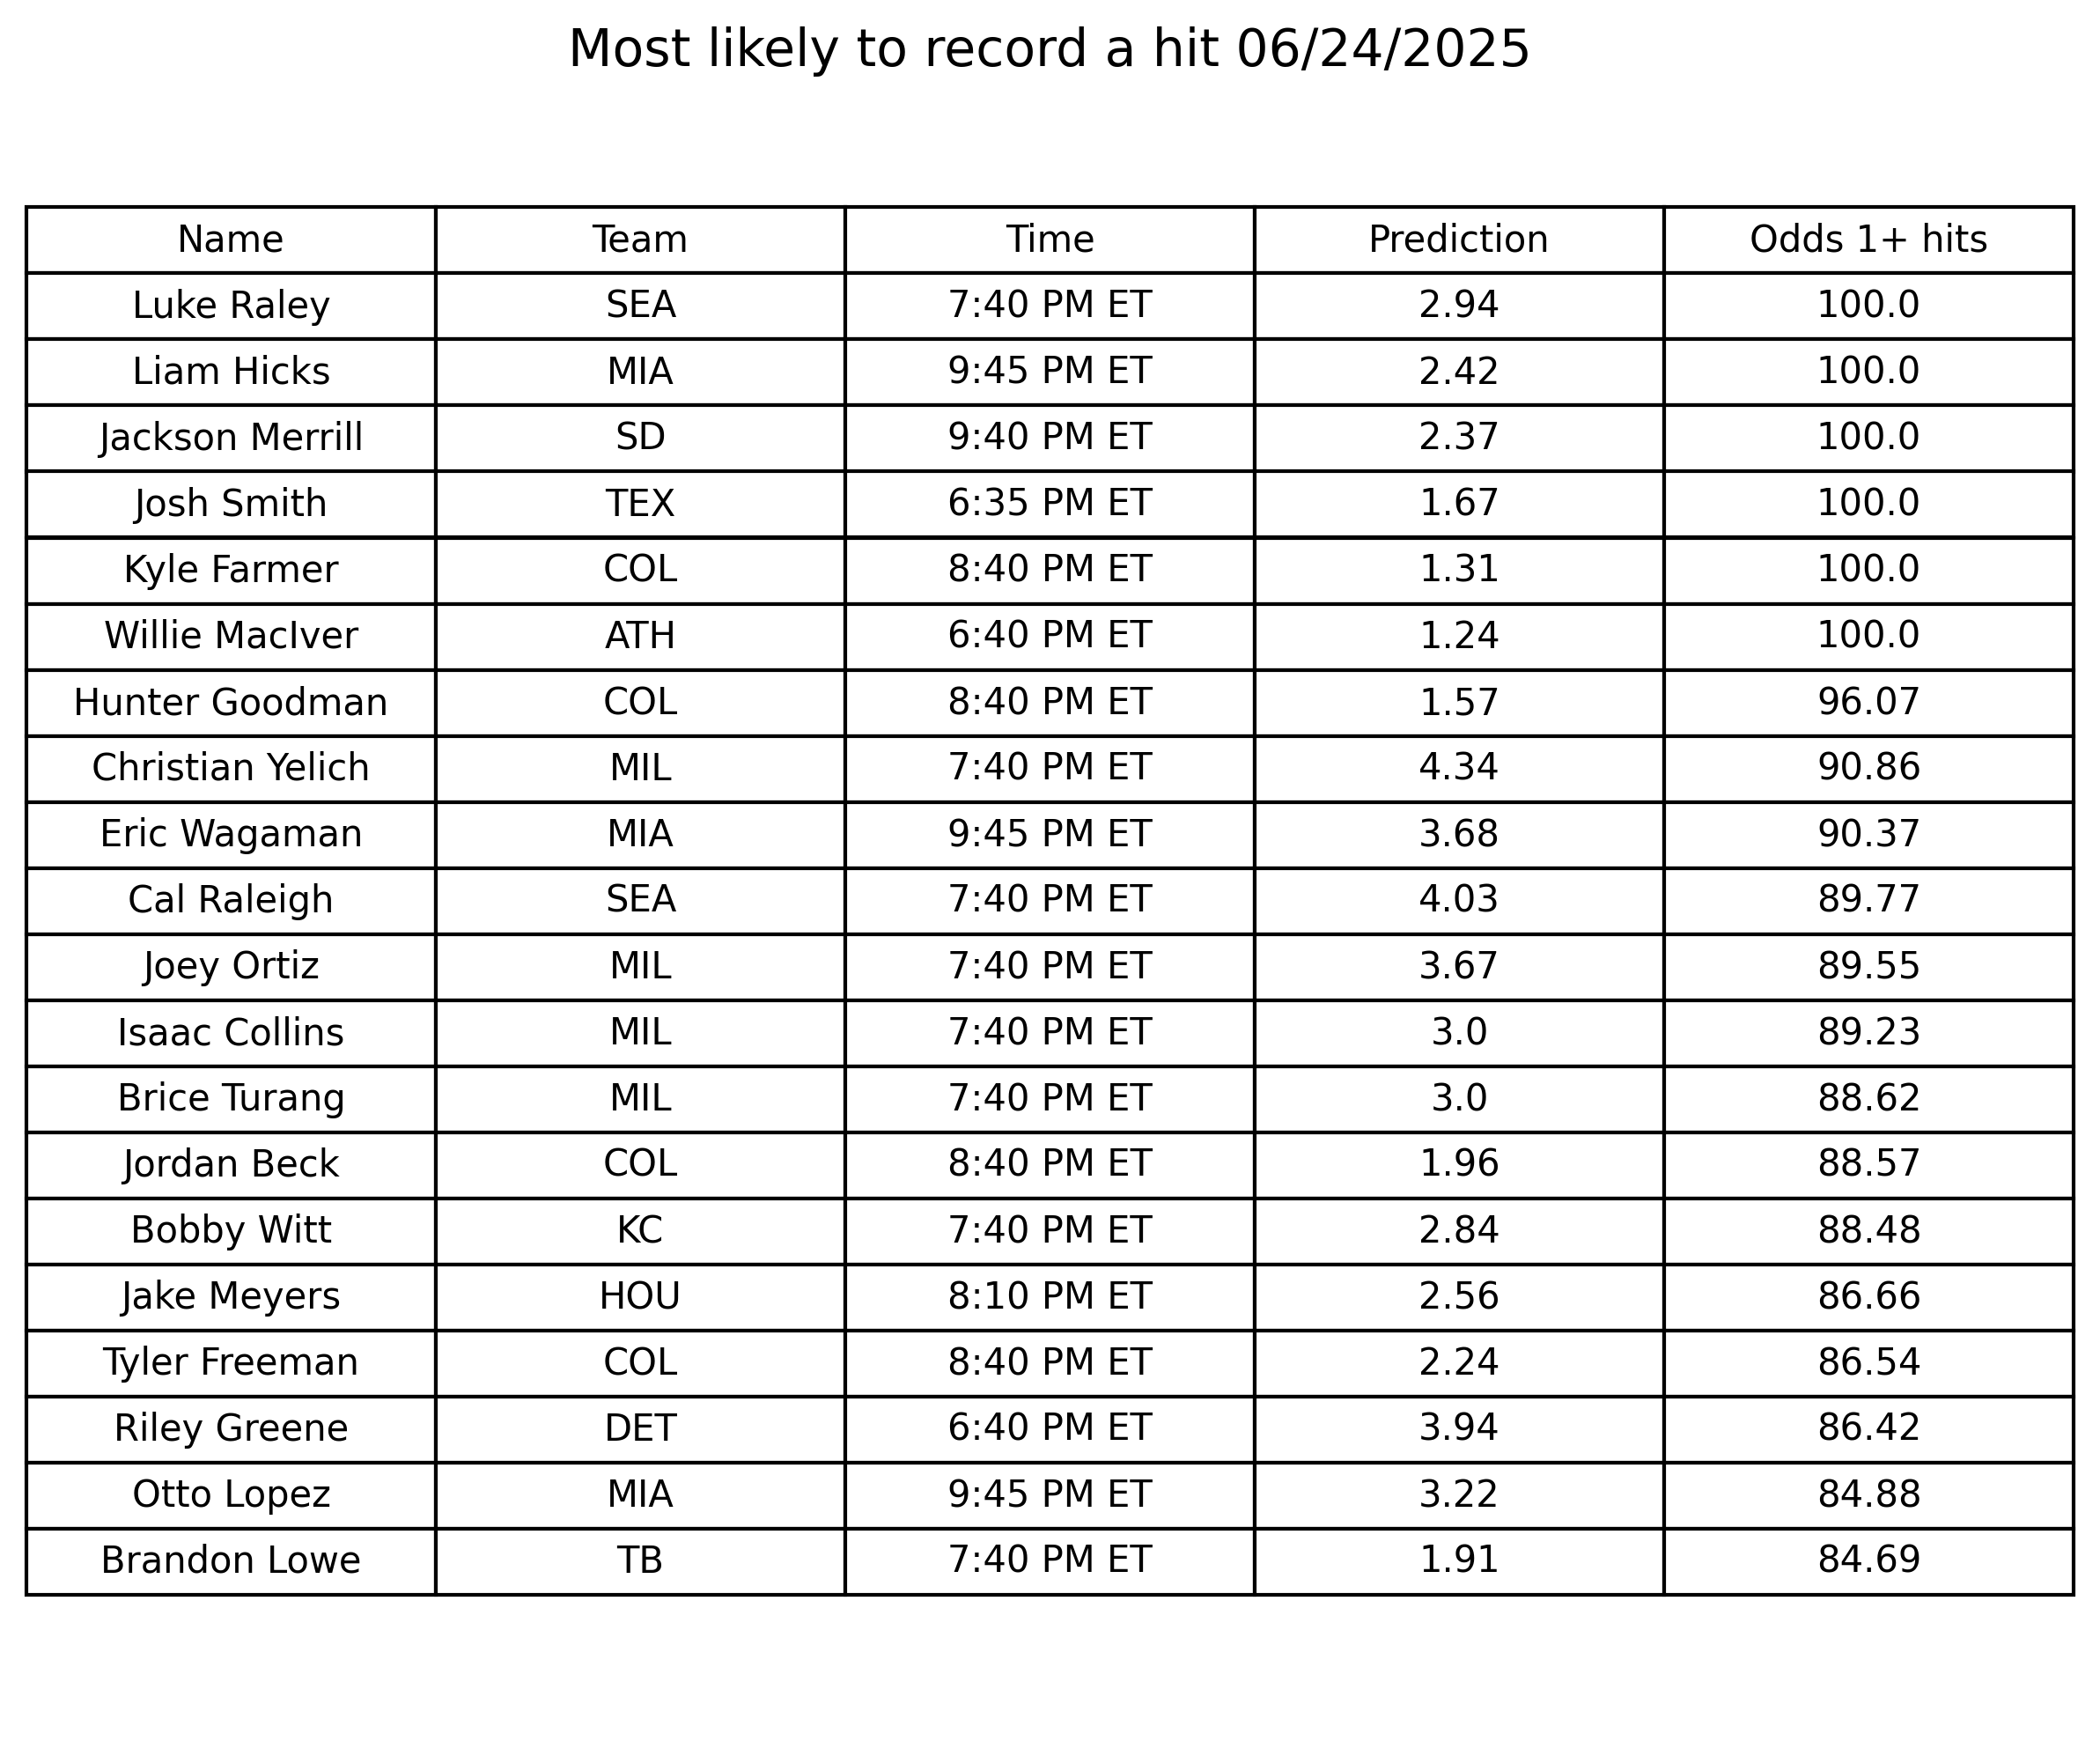 Most likely to record a hit 06/24/2025
Name Team Time Prediction Odds 1+ hits
Luke Raley SEA 7:40 PM ET 2.94 100.0
Liam Hicks MIA 9:45 PM ET 2.42 100.0
Jackson Merrill SD 9:40 PM ET 2.37 100.0
Josh Smith TEX 6:35 PM ET 1.67 100.0
Kyle Farmer COL 8:40 PM ET 1.31 100.0
Willie MacIver ATH 6:40 PM ET 1.24 100.0
Hunter Goodman COL 8:40 PM ET 1.57 96.07
Christian Yelich MIL 7:40 PM ET 4.34 90.86
Eric Wagaman MIA 9:45 PM ET 3.68 90.37
Cal Raleigh SEA 7:40 PM ET 4.03 89.77
Joey Ortiz MIL 7:40 PM ET 3.67 89.55
Isaac Collins MIL 7:40 PM ET 3.0 89.23
Brice Turang MIL 7:40 PM ET 3.0 88.62
Jordan Beck COL 8:40 PM ET 1.96 88.57
Bobby Witt KC 7:40 PM ET 2.84 88.48
Jake Meyers HOU 8:10 PM ET 2.56 86.66
Tyler Freeman COL 8:40 PM ET 2.24 86.54
Riley Greene DET 6:40 PM ET 3.94 86.42
Otto Lopez MIA 9:45 PM ET 3.22 84.88
Brandon Lowe TB 7:40 PM ET 1.91 84.69